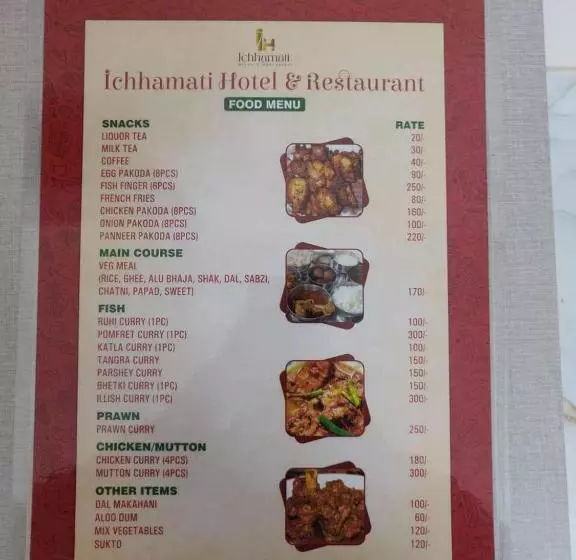 Ichhamati
Ichhamati Hotel & Restaurant
FOOD MENU
SNACKS RATE
LIQUOR TEA 20/-
MILK TEA 30/-
COFFEE 40/-
EGG PAKODA (8PCS) 90/-
FISH FINGER (6PCS) 250/-
FRENCH FRIES 80/-
CHICKEN PAKODA (8PCS) 160/-
ONION PAKODA (8PCS) 100/-
PANNEER PAKODA (8PCS) 220/-
MAIN COURSE
VEG MEAL
(RICE, GHEE, ALU BHAJA, SHAK, DAL, SABZI,
CHATNI, PAPAD, SWEET) 170/-
FISH
RUHI CURRY (1PC) 100/-
POMFRET CURRY (1PC) 300/-
KATLA CURRY (1PC) 100/-
TANGRA CURRY 150/-
PARSHEY CURRY 150/-
BHETKI CURRY (1PC) 150/-
ILLISH CURRY (1PC) 300/-
PRAWN
PRAWN CURRY 250/-
CHICKEN/MUTTON
CHICKEN CURRY (4PCS) 180/-
MUTTON CURRY (4PCS) 300/-
OTHER ITEMS
DAL MAKAHANI 100/-
ALOO DUM 60/-
MIX VEGETABLES 120/-
SUKTO 120/-